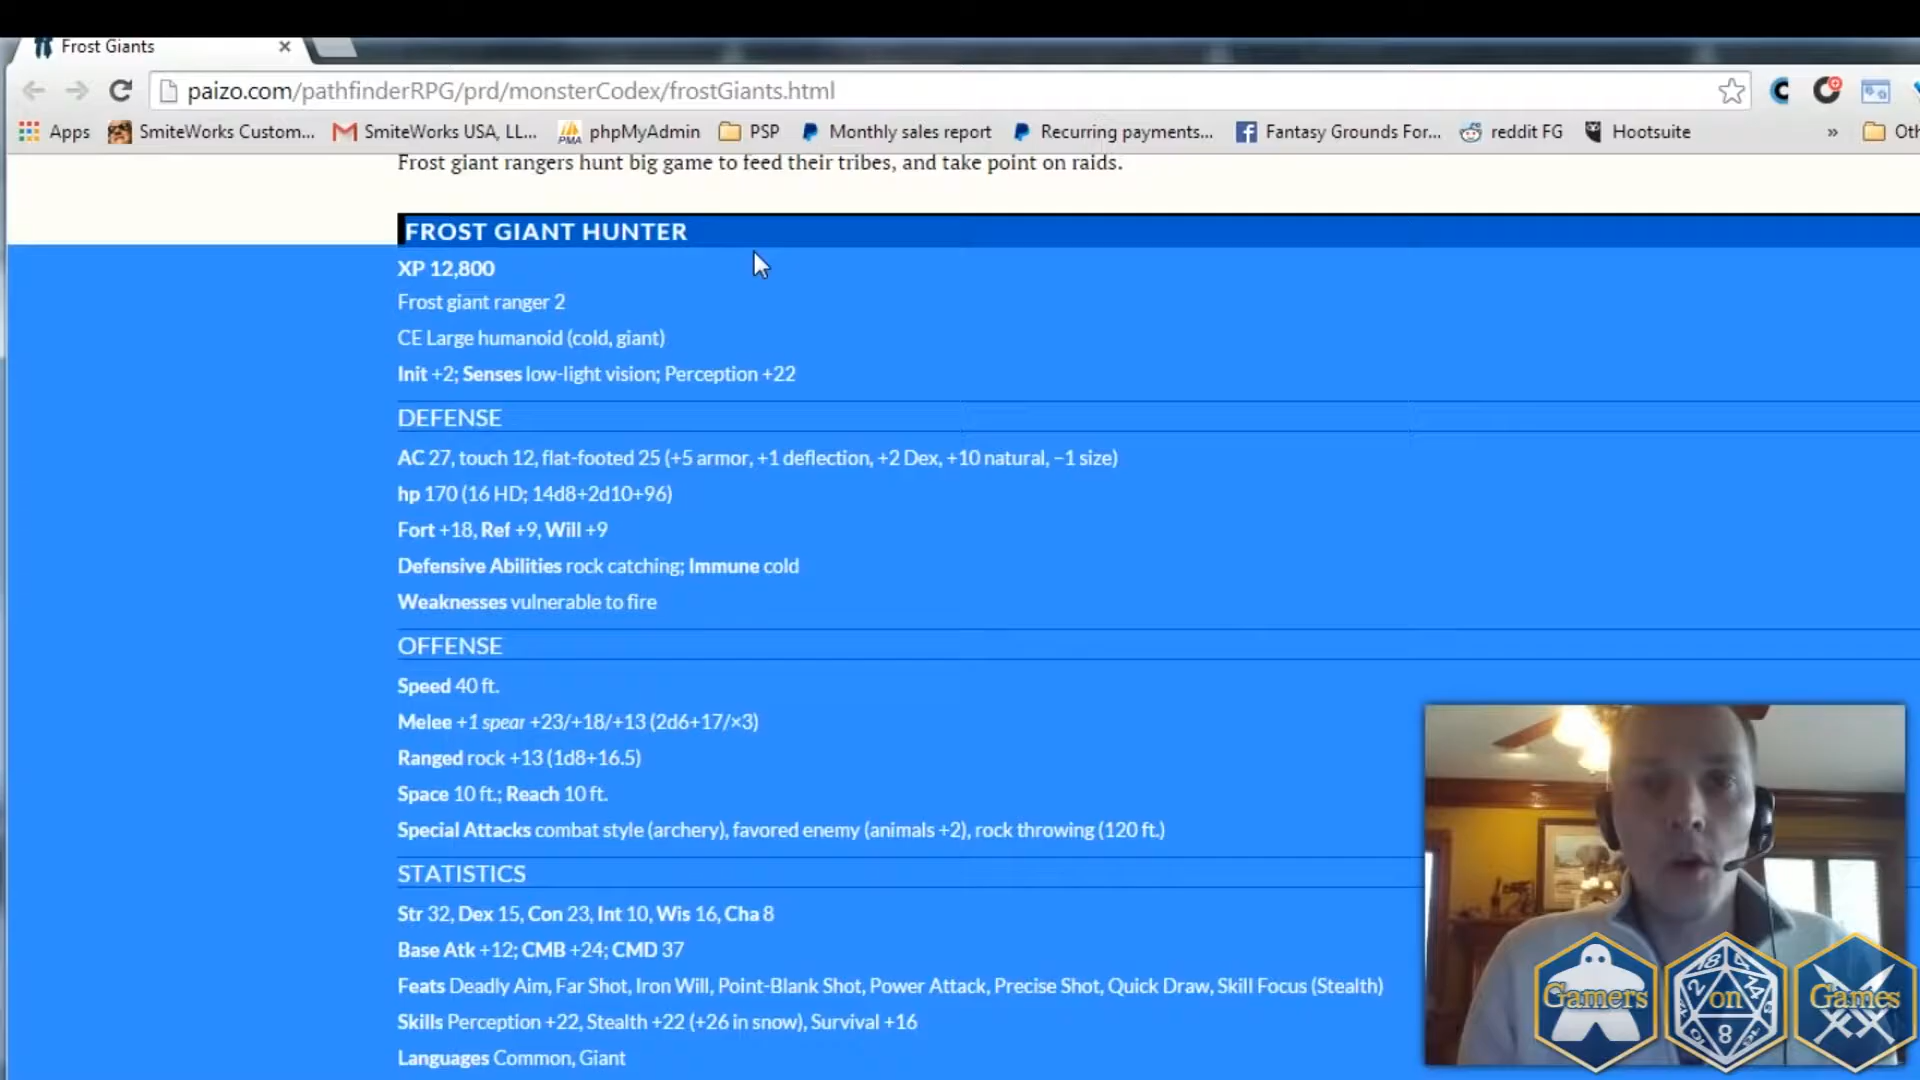 Frost Giants
paizo.com/pathfinderRPG/prd/monsterCodex/frostGiants.html
Apps SmiteWorks Custom... SmiteWorks USA, LL... phpMyAdmin PSP Monthly sales report Recurring payments... Fantasy Grounds For... reddit FG Hootsuite » Oth
Frost giant rangers hunt big game to feed their tribes, and take point on raids.
FROST GIANT HUNTER
XP 12,800
Frost giant ranger 2
CE Large humanoid (cold, giant)
Init +2; Senses low-light vision; Perception +22
DEFENSE
AC 27, touch 12, flat-footed 25 (+5 armor, +1 deflection, +2 Dex, +10 natural, −1 size)
hp 170 (16 HD; 14d8+2d10+96)
Fort +18, Ref +9, Will +9
Defensive Abilities rock catching; Immune cold
Weaknesses vulnerable to fire
OFFENSE
Speed 40 ft.
Melee +1 spear +23/+18/+13 (2d6+17/×3)
Ranged rock +13 (1d8+16.5)
Space 10 ft.; Reach 10 ft.
Special Attacks combat style (archery), favored enemy (animals +2), rock throwing (120 ft.)
STATISTICS
Str 32, Dex 15, Con 23, Int 10, Wis 16, Cha 8
Base Atk +12; CMB +24; CMD 37
Feats Deadly Aim, Far Shot, Iron Will, Point-Blank Shot, Power Attack, Precise Shot, Quick Draw, Skill Focus (Stealth)
Skills Perception +22, Stealth +22 (+26 in snow), Survival +16
Languages Common, Giant
Gamers on Games
8